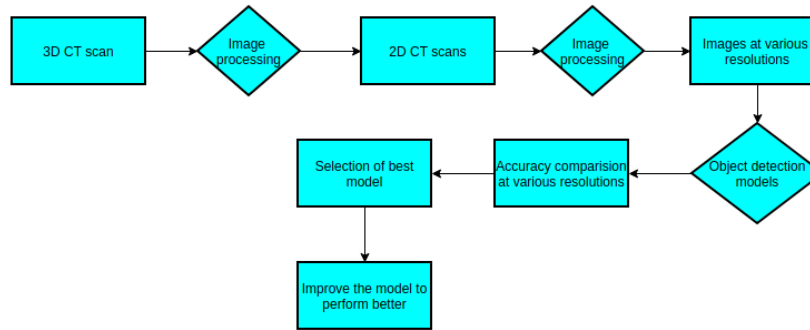 3D CT scan
Image
processing
2D CT scans
Image
processing
Images at various
resolutions
Object detection
models
Accuracy comparision
at various resolutions
Selection of best
model
Improve the model to
perform better